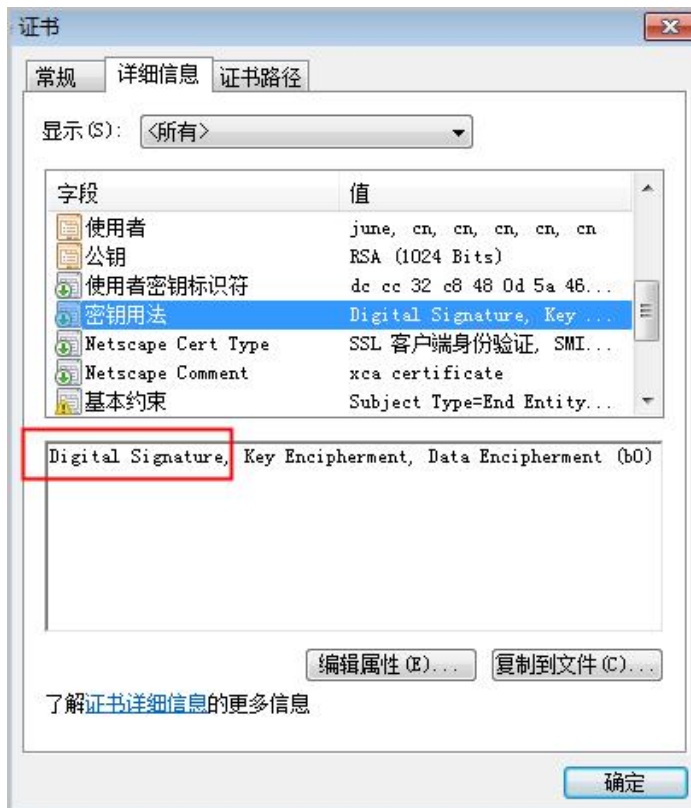 证书
常规 详细信息 证书路径
显示(S): <所有>
字段 值
使用者 june, cn, cn, cn, cn, cn
公钥 RSA (1024 Bits)
使用者密钥标识符 dc cc 32 c8 48 0d 5a 46...
密钥用法 Digital Signature, Key ...
Netscape Cert Type SSL 客户端身份验证, SMI...
Netscape Comment xca certificate
基本约束 Subject Type=End Entity...
Digital Signature, Key Encipherment, Data Encipherment (b0)
编辑属性(E)... 复制到文件(C)...
了解证书详细信息的更多信息
确定